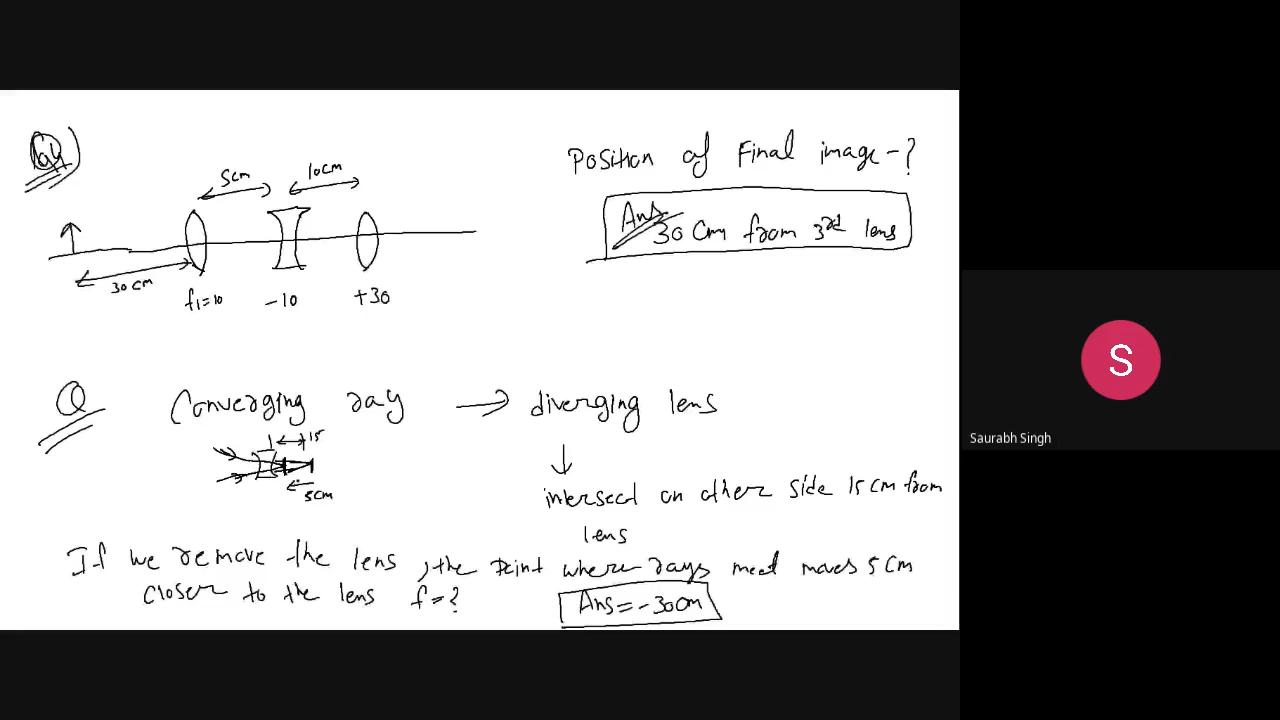 Position of Final image - ?
Ans
30 Cm from 3rd lens
5cm
10cm
30 cm
f1=10
-10
+30
Q
Converging ray → diverging lens
15
5cm
intersect on other side 15 cm from
lens
If we remove the lens, the point where rays meet moves 5 cm
closer to the lens f=?
Ans = -30cm
S
Saurabh Singh